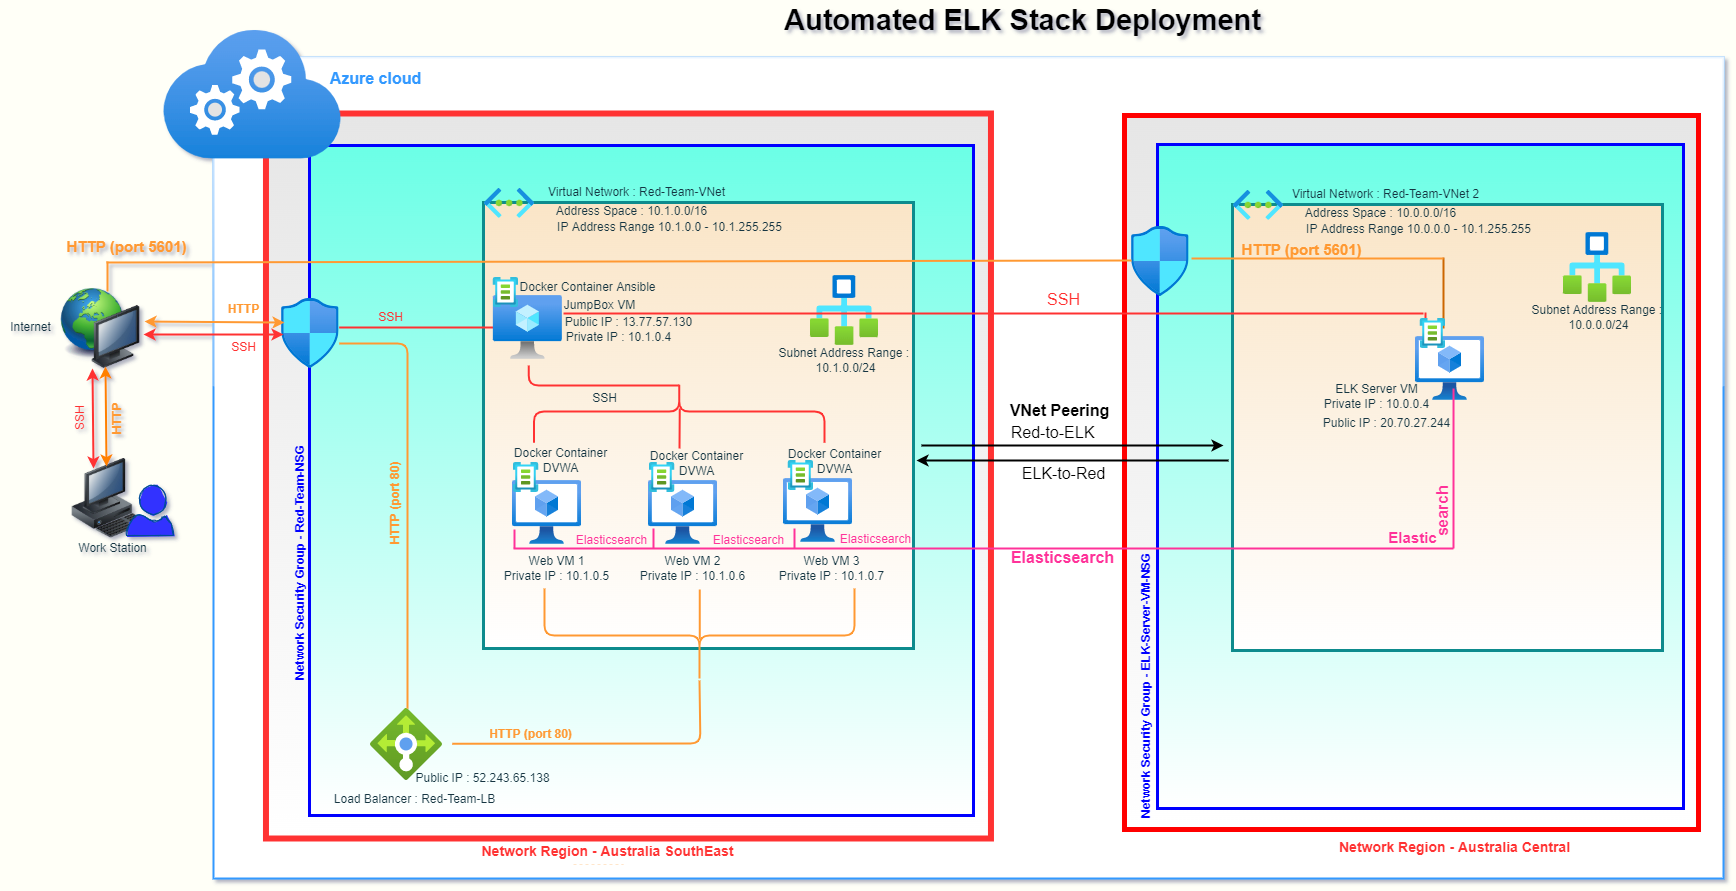 Automated ELK Stack Deployment
Azure cloud
Virtual Network : Red-Team-VNet
Address Space : 10.1.0.0/16
IP Address Range 10.1.0.0 - 10.1.255.255
Virtual Network : Red-Team-VNet 2
Address Space : 10.0.0.0/16
IP Address Range 10.0.0.0 - 10.1.255.255
HTTP (port 5601)
HTTP (port 5601)
Docker Container Ansible
JumpBox VM
Public IP : 13.77.57.130
Private IP : 10.1.0.4
SSH
Subnet Address Range :
10.0.0.0/24
Internet
HTTP
SSH
SSH
Subnet Address Range :
10.1.0.0/24
ELK Server VM
Private IP : 10.0.0.4
Public IP : 20.70.27.244
SSH
HTTP
SSH
VNet Peering
Red-to-ELK
ELK-to-Red
Docker Container
DVWA
Docker Container
DVWA
Docker Container
DVWA
Network Security Group - Red-Team-NSG
HTTP (port 80)
Work Station
Elasticsearch
Elasticsearch
Elasticsearch
Elasticsearch
Elastic
search
Web VM 1
Private IP : 10.1.0.5
Web VM 2
Private IP : 10.1.0.6
Web VM 3
Private IP : 10.1.0.7
Network Security Group - ELK-Server-VM-NSG
HTTP (port 80)
Public IP : 52.243.65.138
Load Balancer : Red-Team-LB
Network Region - Australia SouthEast
Network Region - Australia Central